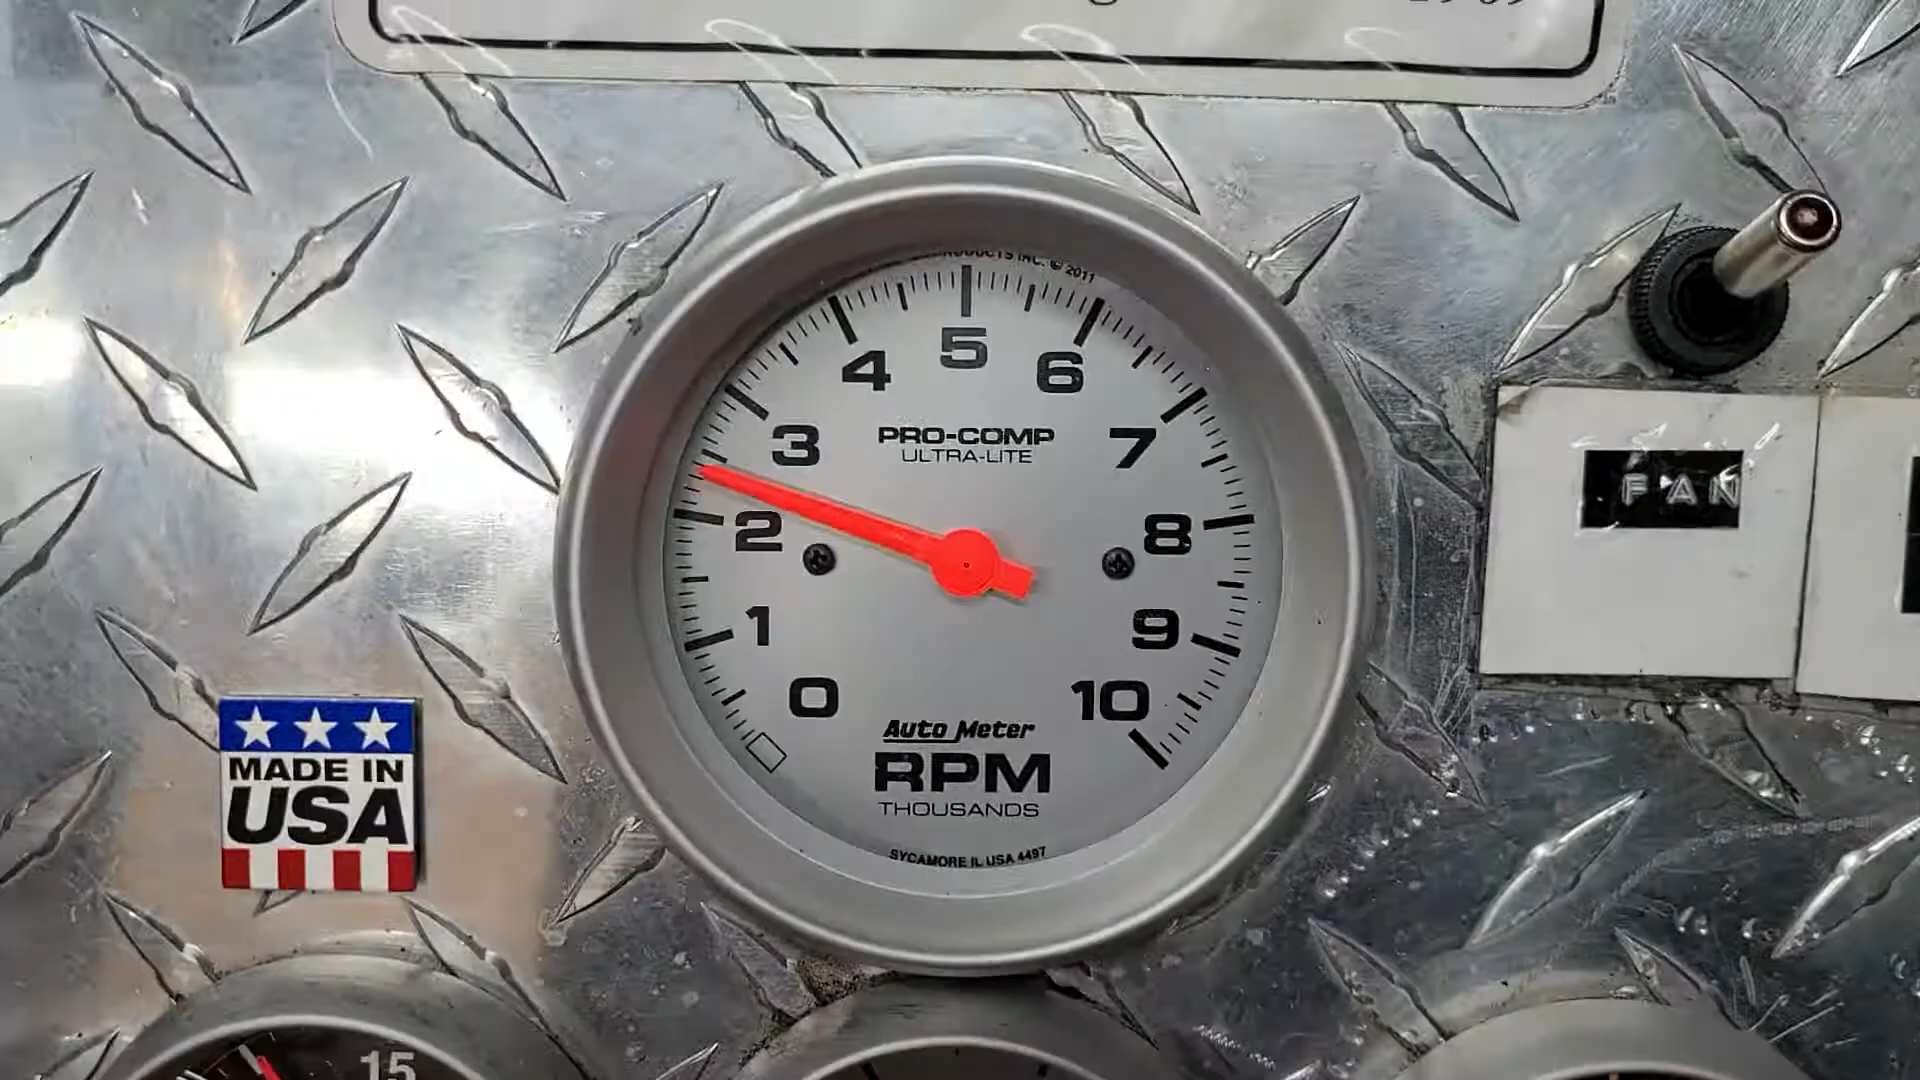 PRODUCTS INC. © 2011
5
4
6
3
7
PRO-COMP
ULTRA-LITE
2
8
1
9
0
10
Auto Meter
RPM
THOUSANDS
SYCAMORE IL USA 4497
FAN
MADE IN
USA
15